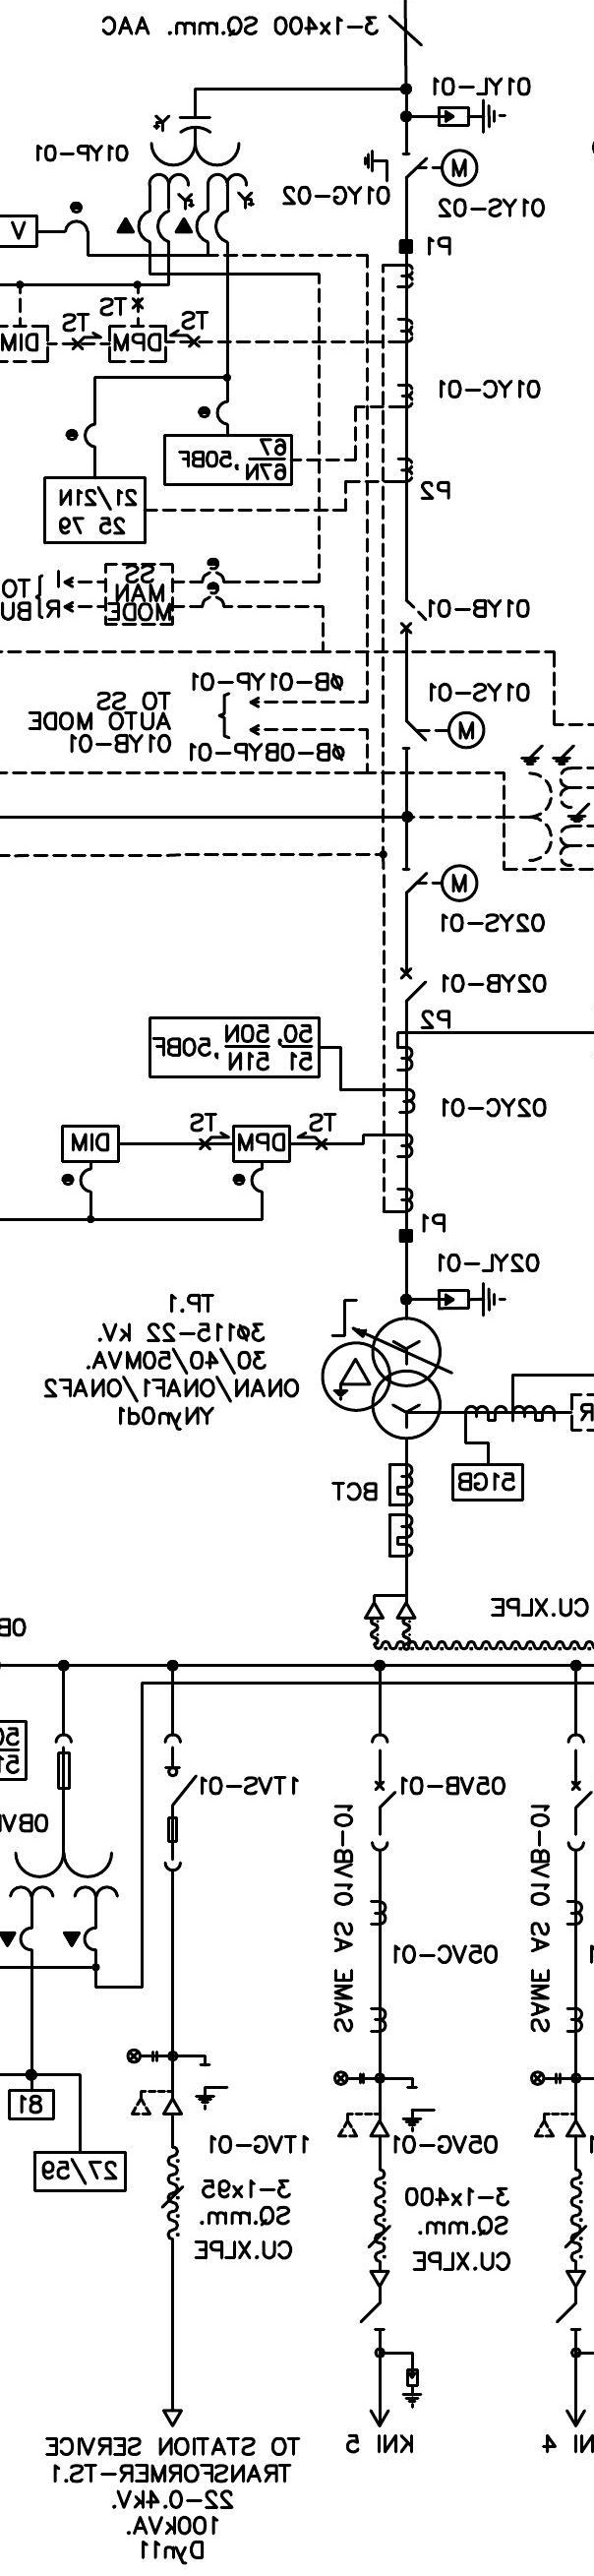 3-1x400 SQ.mm. AAC
01YL-01
01YP-01
M
01YG-02
01YS-02
P1
V
TS
TS
TS
DPM
DIM
01YC-01
67
67N ,50BF
P2
21/21N
25 79
SS
MAN
MODE
I
R
TO
BU
01YB-01
ØB-01YP-01
01YS-01
TO SS
AUTO MODE
01YB-01
ØB-0BYP-01
M
M
02YS-01
02YB-01
P2
50, 50N
51 51N ,50BF
02YC-01
TS
TS
DIM
DPM
P1
02YL-01
TP.1
3Ø115-22 kV.
30/40/50MVA.
ONAN/ONAF1/ONAF2
YNyn0d1
R
51GB
BCT
CU.XLPE
0B
50
51
1TVS-01
05VB-01
0BV
SAME AS 01VB-01
SAME AS 01VB-01
05VC-01
81
27/59
1TVG-01
05VG-01
3-1x95
SQ.mm.
CU.XLPE
3-1x400
SQ.mm.
CU.XLPE
KNI 5
NI 4
TO STATION SERVICE
TRANSFORMER-TS.1
22-0.4kV.
100kVA.
Dyn11